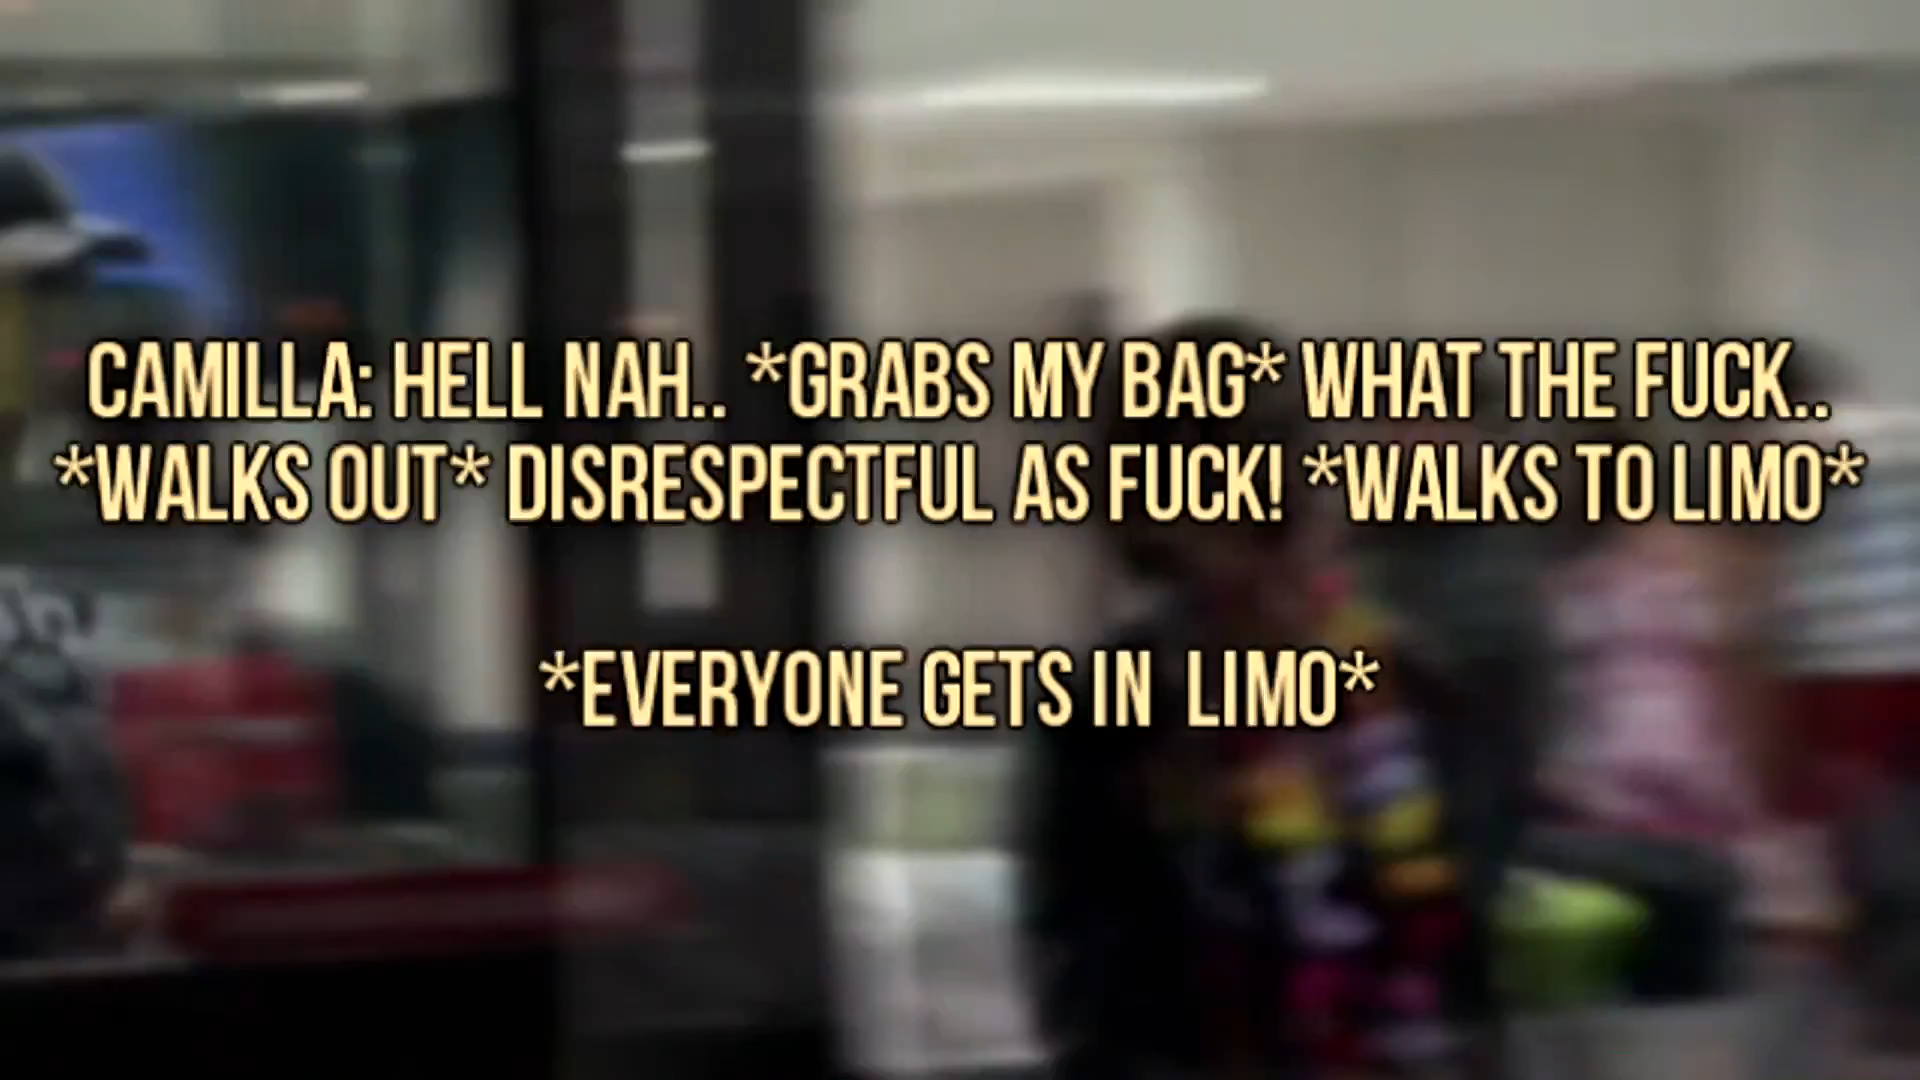 CAMILLA: HELL NAH.. *GRABS MY BAG* WHAT THE FUCK..
*WALKS OUT* DISRESPECTFUL AS FUCK! *WALKS TO LIMO*
*EVERYONE GETS IN LIMO*